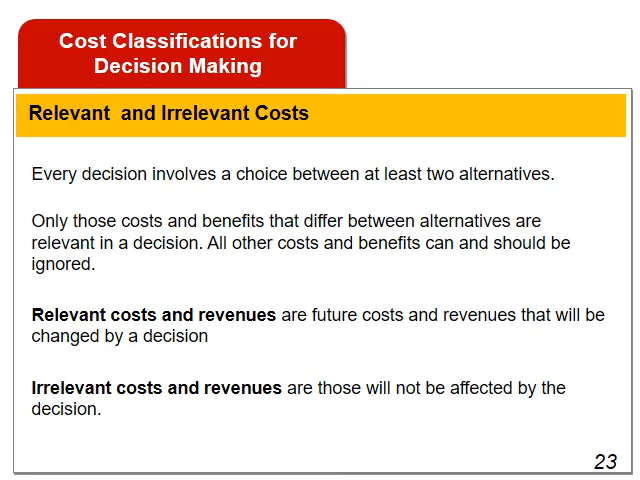 Cost Classifications for
Decision Making
Relevant  and Irrelevant Costs
Every decision involves a choice between at least two alternatives.
Only those costs and benefits that differ between alternatives are
relevant in a decision. All other costs and benefits can and should be
ignored.
Relevant costs and revenues are future costs and revenues that will be
changed by a decision
Irrelevant costs and revenues are those will not be affected by the
decision.
23